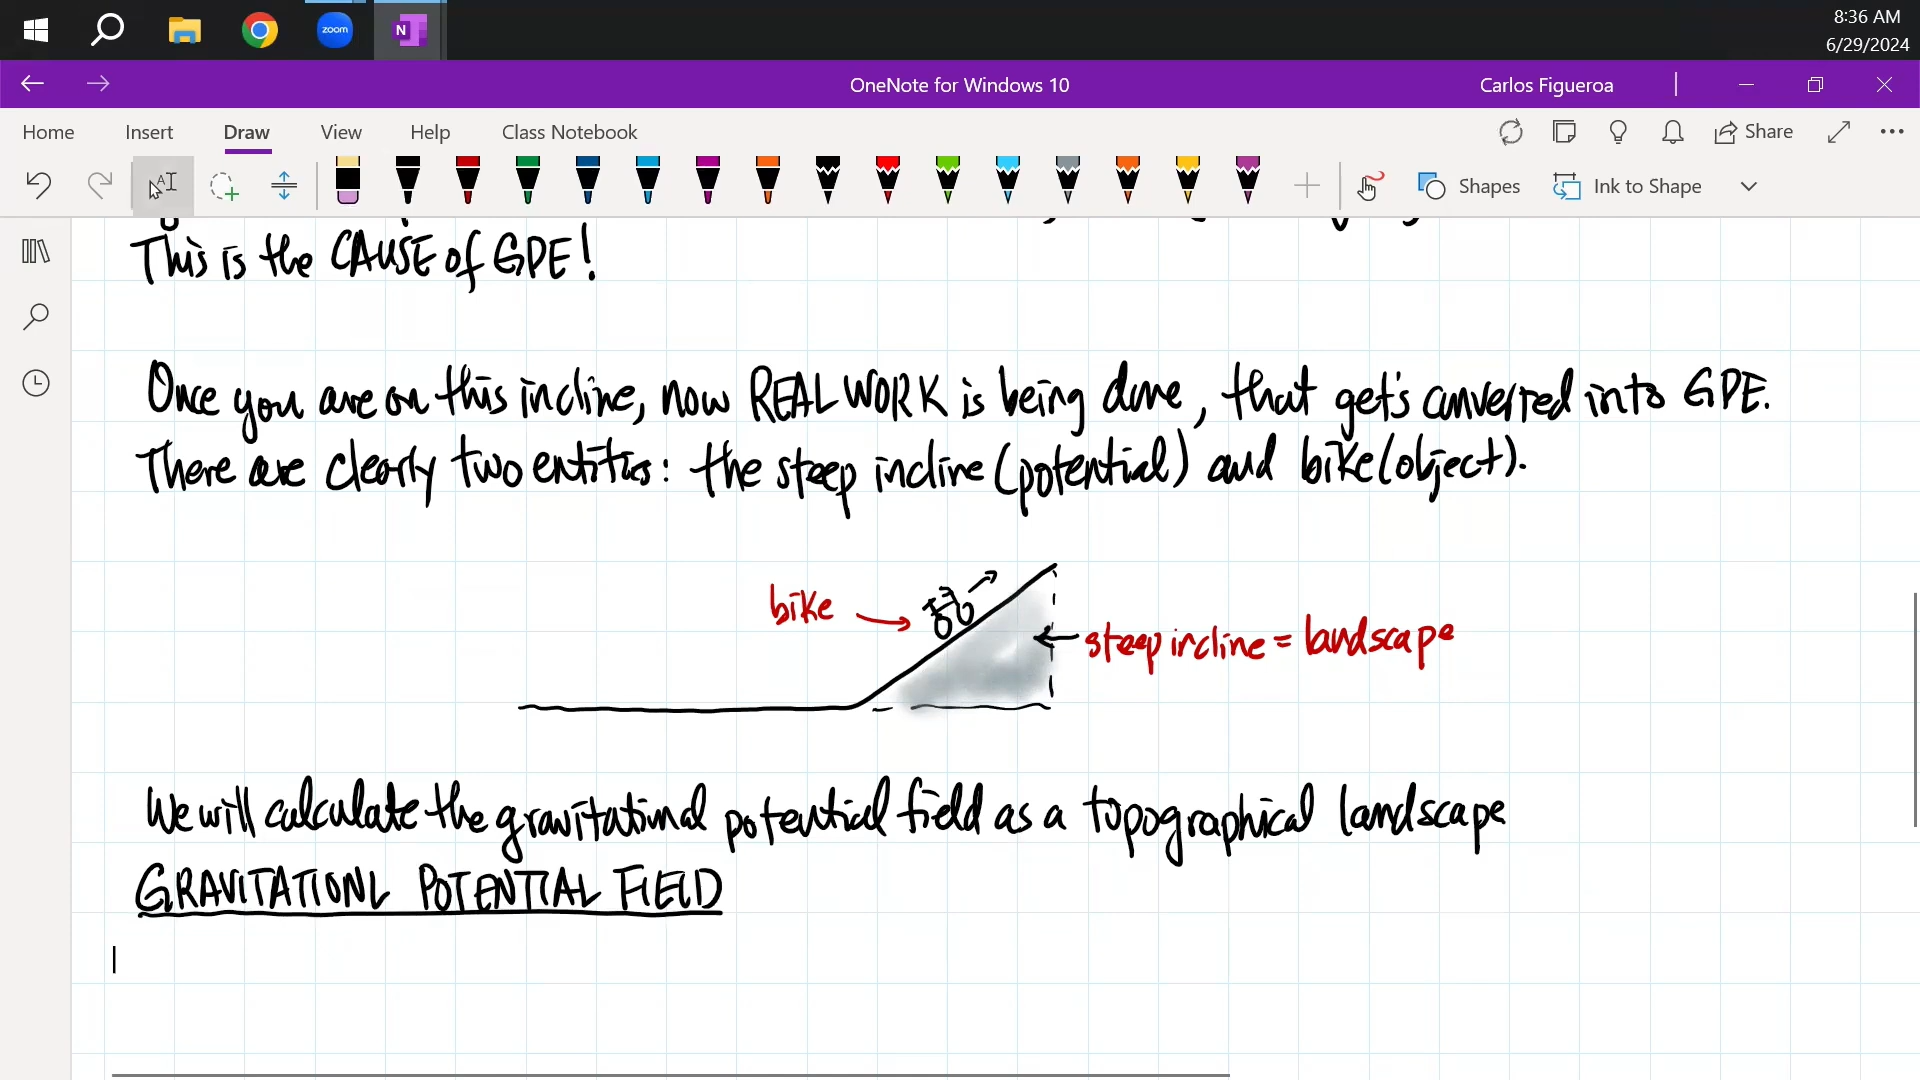 zoom
N
8:36 AM
6/29/2024
OneNote for Windows 10
Carlos Figueroa
Home Insert Draw View Help Class Notebook
Share
Shapes Ink to Shape
This is the CAUSE of GPE!
Once you are on this incline, now REAL WORK is being done, that get's converted into GPE.
There are clearly two entities: the steep incline (potential) and bike (object).
bike
steep incline = landscape
We will calculate the gravitational potential field as a topographical landscape
GRAVITATIONL POTENTIAL FIELD